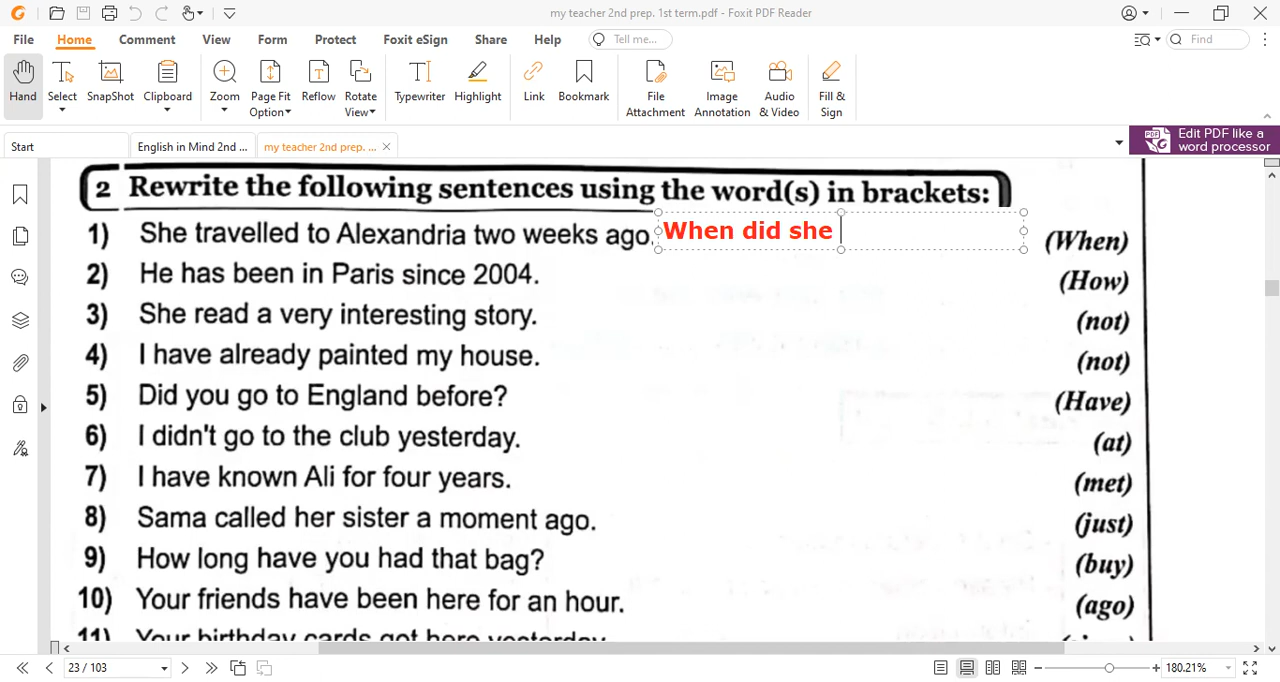 my teacher 2nd prep. 1st term.pdf - Foxit PDF Reader
File Home Comment View Form Protect Foxit eSign Share Help Tell me... Find
Hand Select SnapShot Clipboard Zoom Page Fit Option Reflow Rotate View Typewriter Highlight Link Bookmark File Attachment Image Annotation Audio & Video Fill & Sign
Start English in Mind 2nd ... my teacher 2nd prep. ... Edit PDF like a word processor
2 Rewrite the following sentences using the word(s) in brackets:
1) She travelled to Alexandria two weeks ago. When did she (When)
2) He has been in Paris since 2004. (How)
3) She read a very interesting story. (not)
4) I have already painted my house. (not)
5) Did you go to England before? (Have)
6) I didn't go to the club yesterday. (at)
7) I have known Ali for four years. (met)
8) Sama called her sister a moment ago. (just)
9) How long have you had that bag? (buy)
10) Your friends have been here for an hour. (ago)
11) Your birthday cards got here yesterday.
23 / 103 180.21%